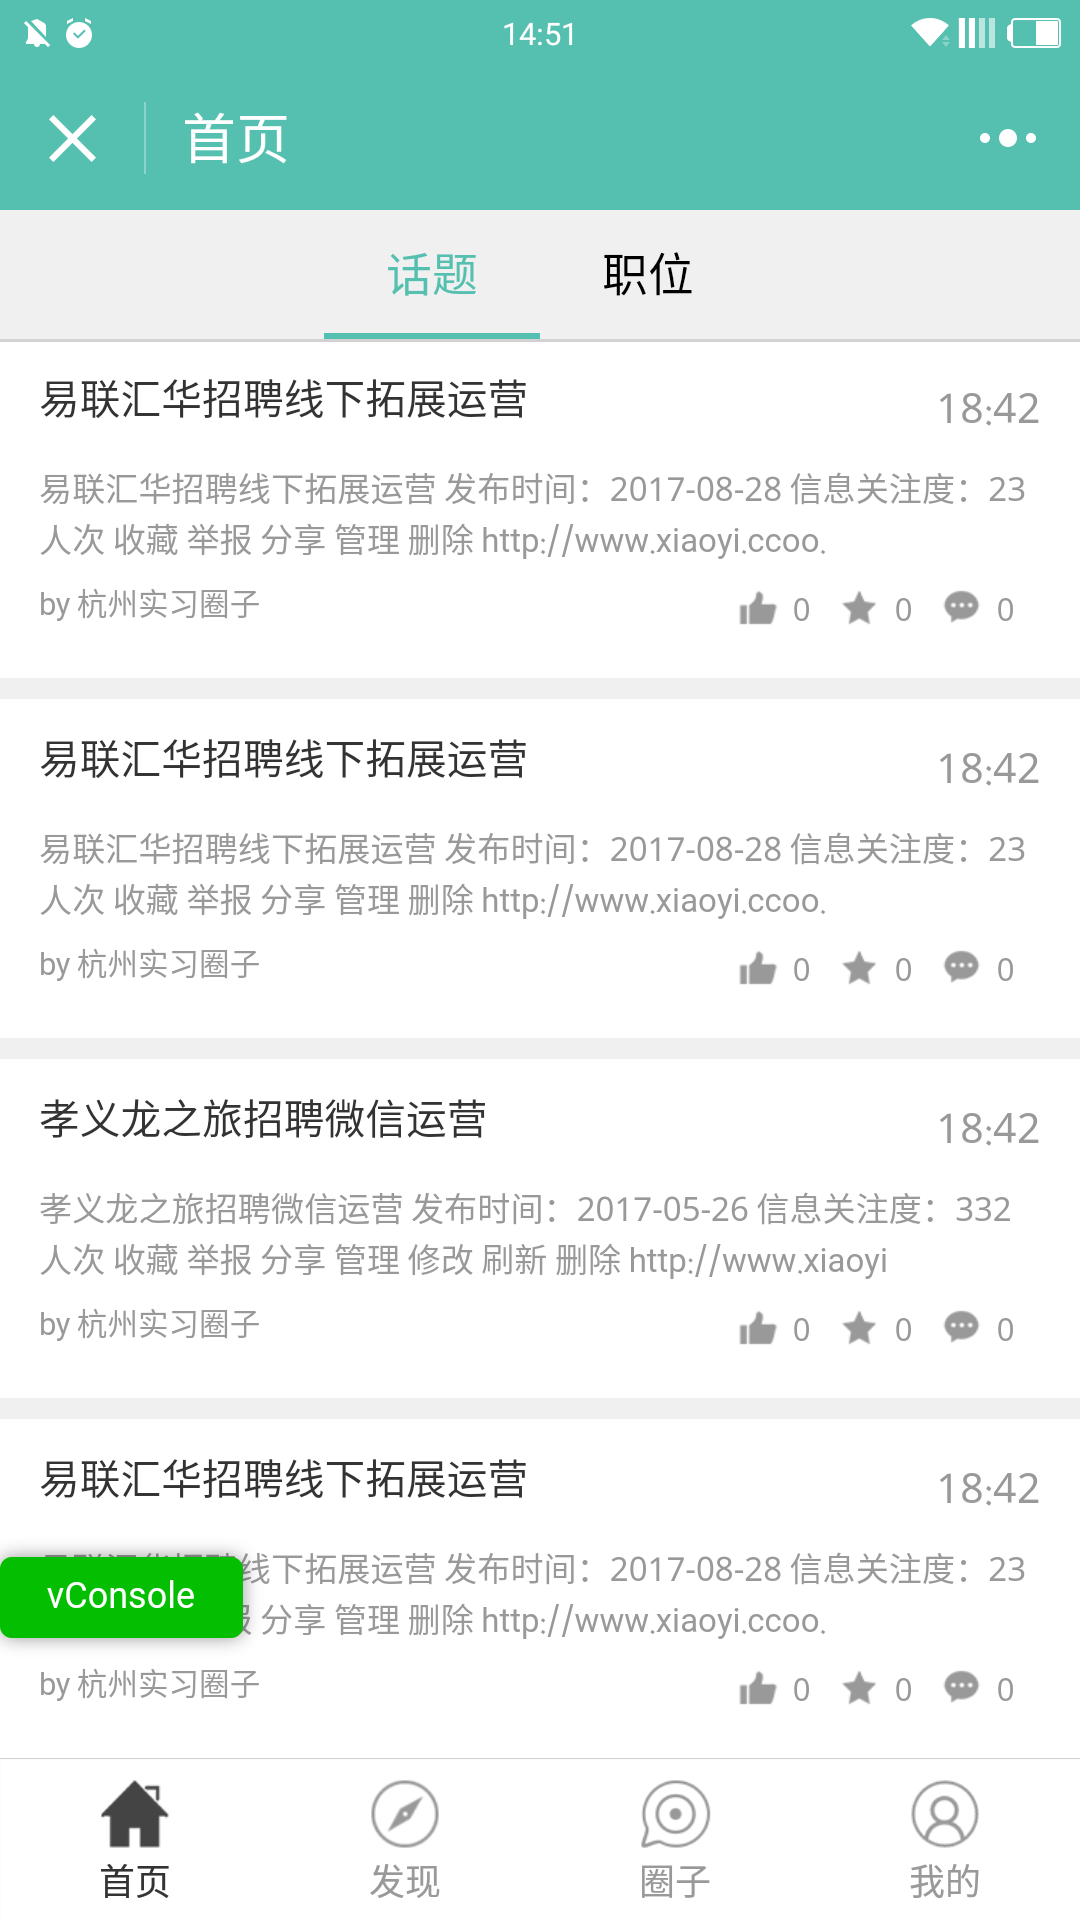 14:51
首页
话题 职位
易联汇华招聘线下拓展运营 18:42
易联汇华招聘线下拓展运营 发布时间：2017-08-28 信息关注度：23
人次 收藏 举报 分享 管理 删除 http://www.xiaoyi.ccoo.
by 杭州实习圈子 0 0 0
易联汇华招聘线下拓展运营 18:42
易联汇华招聘线下拓展运营 发布时间：2017-08-28 信息关注度：23
人次 收藏 举报 分享 管理 删除 http://www.xiaoyi.ccoo.
by 杭州实习圈子 0 0 0
孝义龙之旅招聘微信运营 18:42
孝义龙之旅招聘微信运营 发布时间：2017-05-26 信息关注度：332
人次 收藏 举报 分享 管理 修改 刷新 删除 http://www.xiaoyi
by 杭州实习圈子 0 0 0
易联汇华招聘线下拓展运营 18:42
线下拓展运营 发布时间：2017-08-28 信息关注度：23
vConsole
分享 管理 删除 http://www.xiaoyi.ccoo.
by 杭州实习圈子 0 0 0
首页 发现 圈子 我的